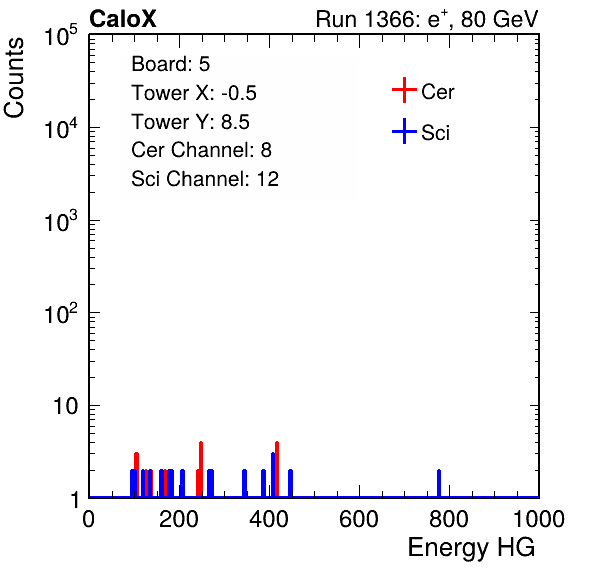 CaloX Run 1366: e⁺, 80 GeV
Counts
Board: 5
Tower X: -0.5
Tower Y: 8.5
Cer Channel: 8
Sci Channel: 12
Cer
Sci
10⁵
10⁴
10³
10²
10
1
0 200 400 600 800 1000
Energy HG